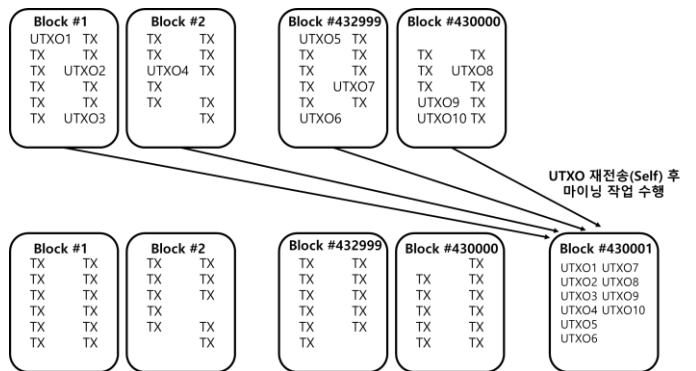 Block #1
UTXO1 TX
TX TX
TX UTXO2
TX TX
TX TX
TX UTXO3
Block #2
TX TX
TX TX
UTXO4 TX
TX
TX TX
TX
Block #432999
UTXO5 TX
TX TX
TX TX
TX UTXO7
TX TX
UTXO6
Block #430000
TX TX
TX UTXO8
TX TX
UTXO9 TX
UTXO10 TX
UTXO 재전송(Self) 후
마이닝 작업 수행
Block #1
TX TX
TX TX
TX TX
TX TX
TX TX
TX TX
Block #2
TX TX
TX TX
TX TX
TX
TX TX
TX
Block #432999
TX TX
TX TX
TX TX
TX TX
TX TX
TX
Block #430000
TX
TX TX
TX TX
TX TX
TX TX
TX TX
Block #430001
UTXO1 UTXO7
UTXO2 UTXO8
UTXO3 UTXO9
UTXO4 UTXO10
UTXO5
UTXO6